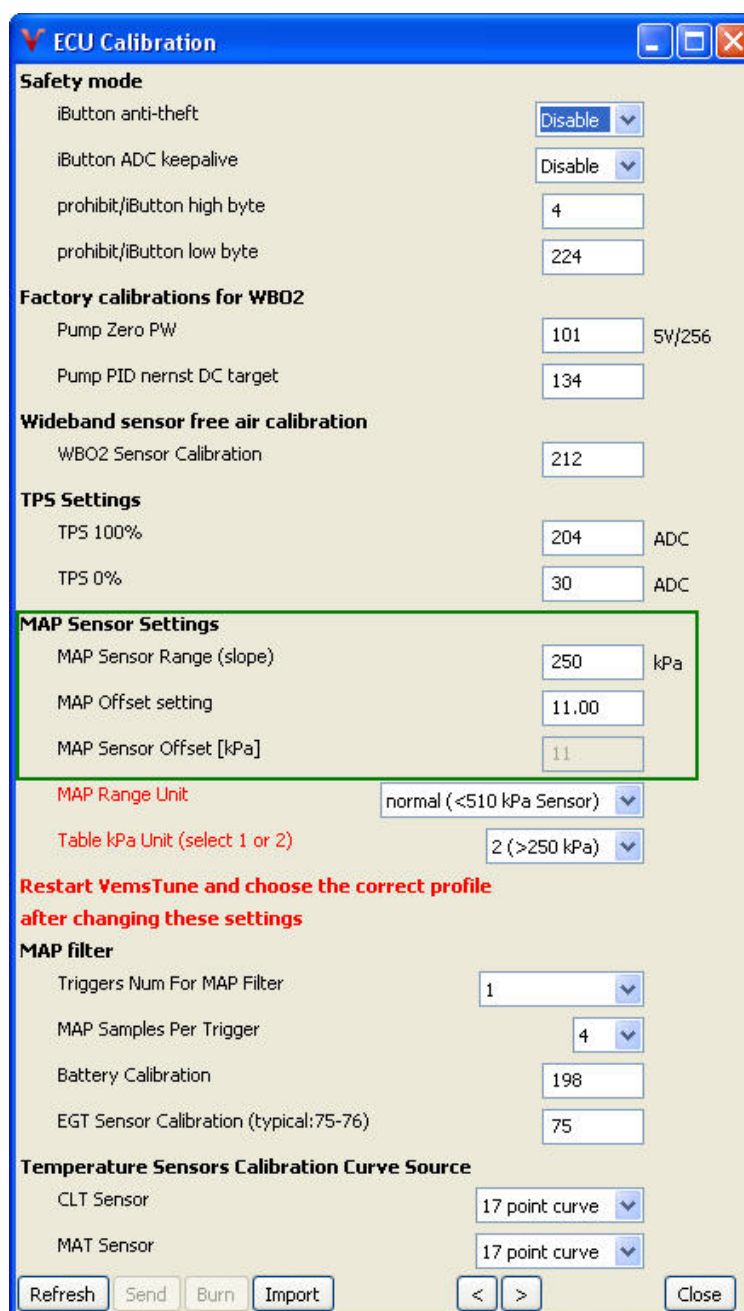 ECU Calibration
Safety mode
iButton anti-theft Disable
iButton ADC keepalive Disable
prohibit/iButton high byte 4
prohibit/iButton low byte 224
Factory calibrations for WBO2
Pump Zero PW 101 5V/256
Pump PID nernst DC target 134
Wideband sensor free air calibration
WBO2 Sensor Calibration 212
TPS Settings
TPS 100% 204 ADC
TPS 0% 30 ADC
MAP Sensor Settings
MAP Sensor Range (slope) 250 kPa
MAP Offset setting 11.00
MAP Sensor Offset [kPa] 11
MAP Range Unit normal (<510 kPa Sensor)
Table kPa Unit (select 1 or 2) 2 (>250 kPa)
Restart VemsTune and choose the correct profile
after changing these settings
MAP filter
Triggers Num For MAP Filter 1
MAP Samples Per Trigger 4
Battery Calibration 198
EGT Sensor Calibration (typical:75-76) 75
Temperature Sensors Calibration Curve Source
CLT Sensor 17 point curve
MAT Sensor 17 point curve
Refresh Send Burn Import < > Close